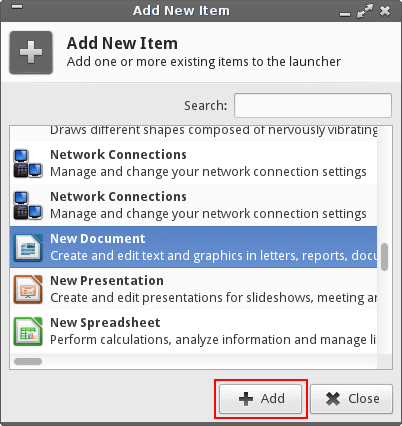 Add New Item
Add New Item
Add one or more existing items to the launcher
Search:
Draws different shapes composed of nervously vibrating
Network Connections
Manage and change your network connection settings
Network Connections
Manage and change your network connection settings
New Document
Create and edit text and graphics in letters, reports, docu
New Presentation
Create and edit presentations for slideshows, meeting ar
New Spreadsheet
Perform calculations, analyze information and manage li
Add
Close